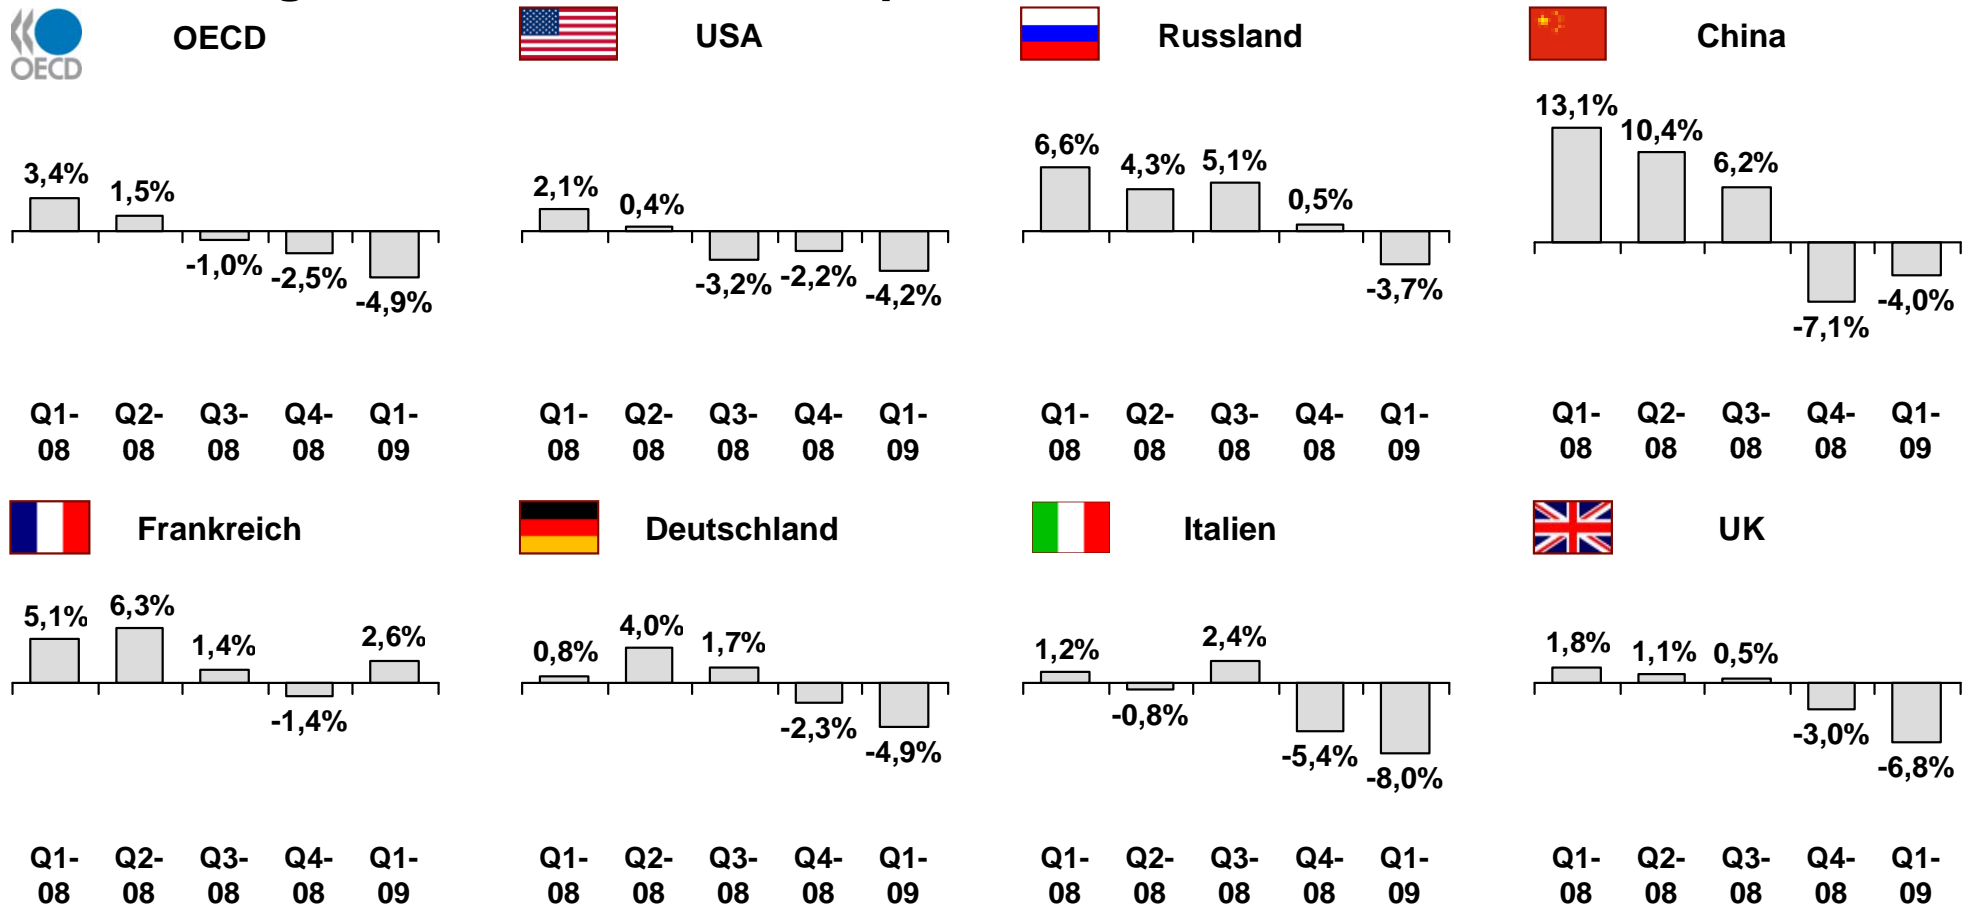 OECD
OECD
3,4%
1,5%
-1,0%
-2,5%
-4,9%
Q1-08
Q2-08
Q3-08
Q4-08
Q1-09
USA
2,1%
0,4%
-3,2%
-2,2%
-4,2%
Q1-08
Q2-08
Q3-08
Q4-08
Q1-09
Russland
6,6%
4,3%
5,1%
0,5%
-3,7%
Q1-08
Q2-08
Q3-08
Q4-08
Q1-09
China
13,1%
10,4%
6,2%
-7,1%
-4,0%
Q1-08
Q2-08
Q3-08
Q4-08
Q1-09
Frankreich
5,1%
6,3%
1,4%
-1,4%
2,6%
Q1-08
Q2-08
Q3-08
Q4-08
Q1-09
Deutschland
0,8%
4,0%
1,7%
-2,3%
-4,9%
Q1-08
Q2-08
Q3-08
Q4-08
Q1-09
Italien
1,2%
-0,8%
2,4%
-5,4%
-8,0%
Q1-08
Q2-08
Q3-08
Q4-08
Q1-09
UK
1,8%
1,1%
0,5%
-3,0%
-6,8%
Q1-08
Q2-08
Q3-08
Q4-08
Q1-09